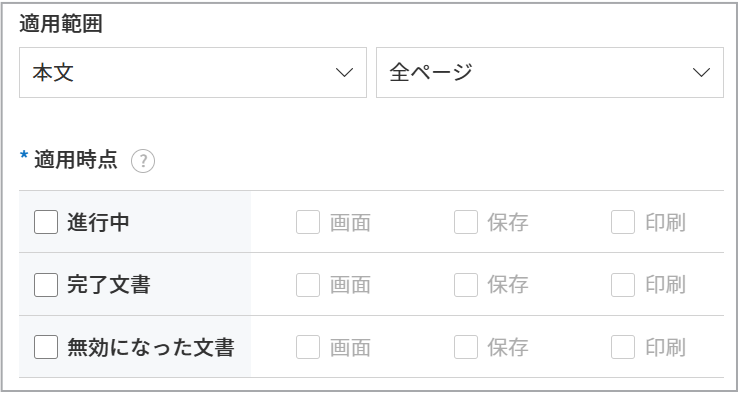 適用範囲
本文 全ページ
* 適用時点 ?
進行中 画面 保存 印刷
完了文書 画面 保存 印刷
無効になった文書 画面 保存 印刷